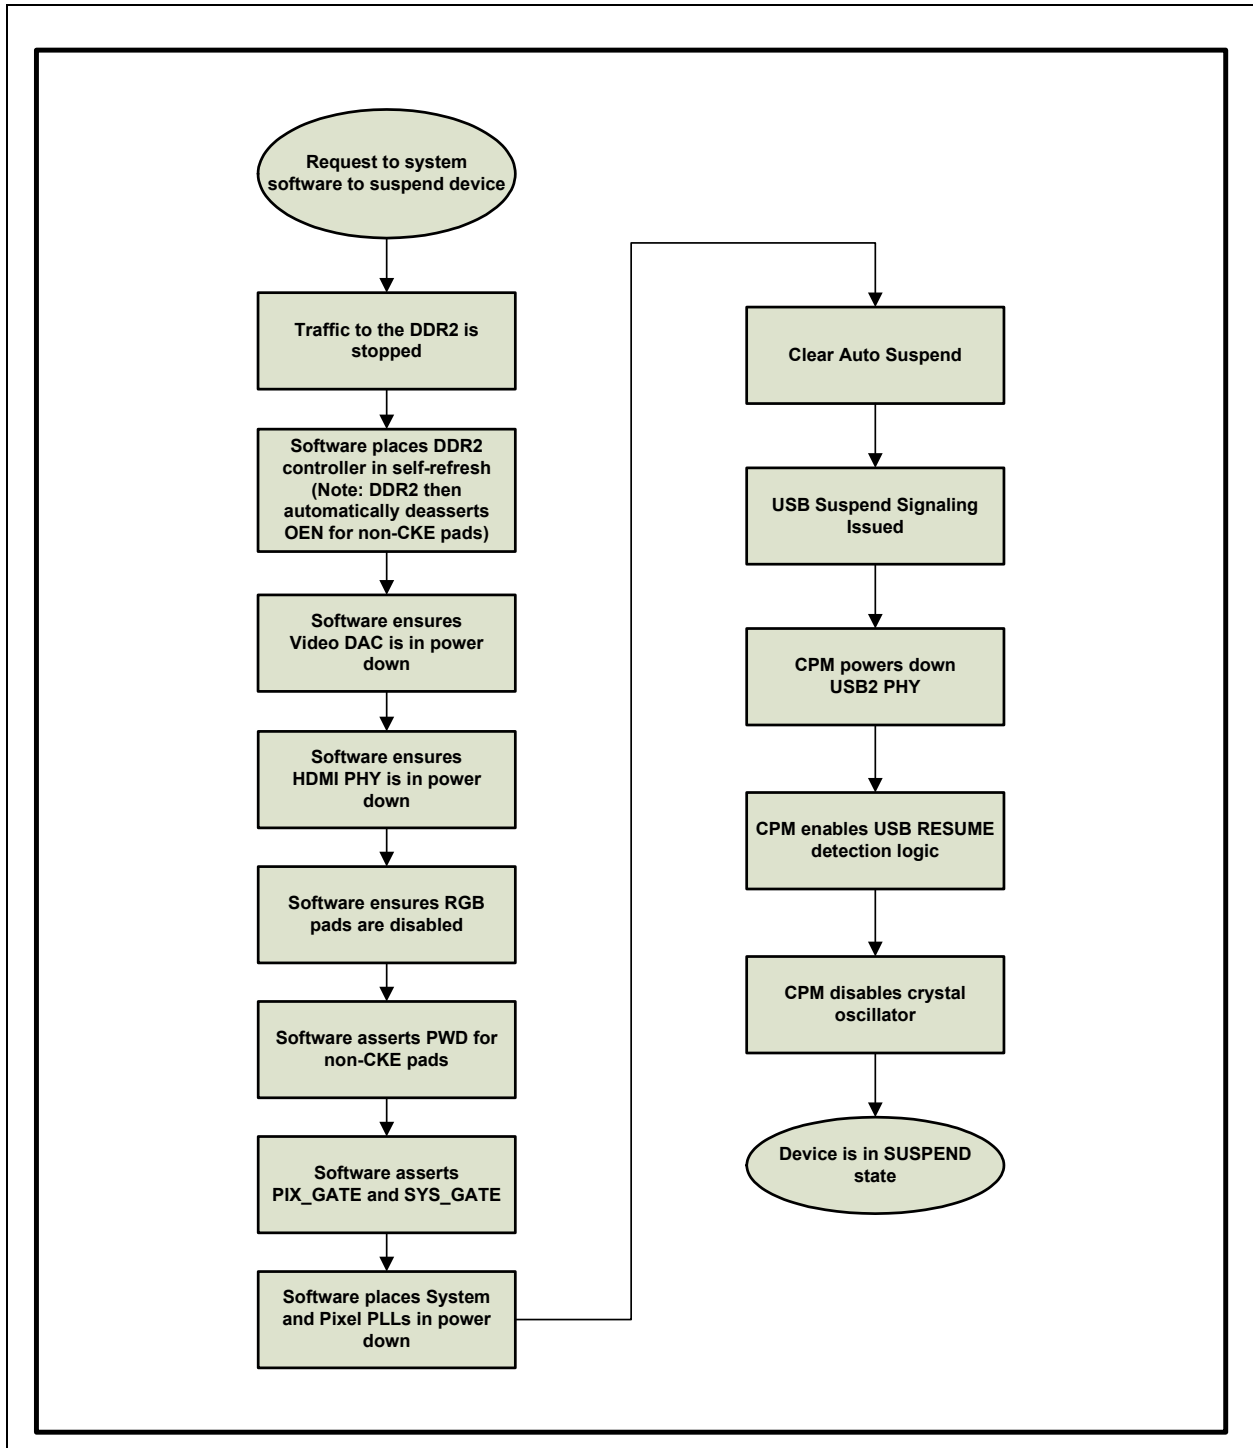 Request to system
software to suspend device
Traffic to the DDR2 is
stopped
Software places DDR2
controller in self-refresh
(Note: DDR2 then
automatically deasserts
OEN for non-CKE pads)
Software ensures
Video DAC is in power
down
Software ensures
HDMI PHY is in power
down
Software ensures RGB
pads are disabled
Software asserts PWD for
non-CKE pads
Software asserts
PIX_GATE and SYS_GATE
Software places System
and Pixel PLLs in power
down
Clear Auto Suspend
USB Suspend Signaling
Issued
CPM powers down
USB2 PHY
CPM enables USB RESUME
detection logic
CPM disables crystal
oscillator
Device is in SUSPEND
state